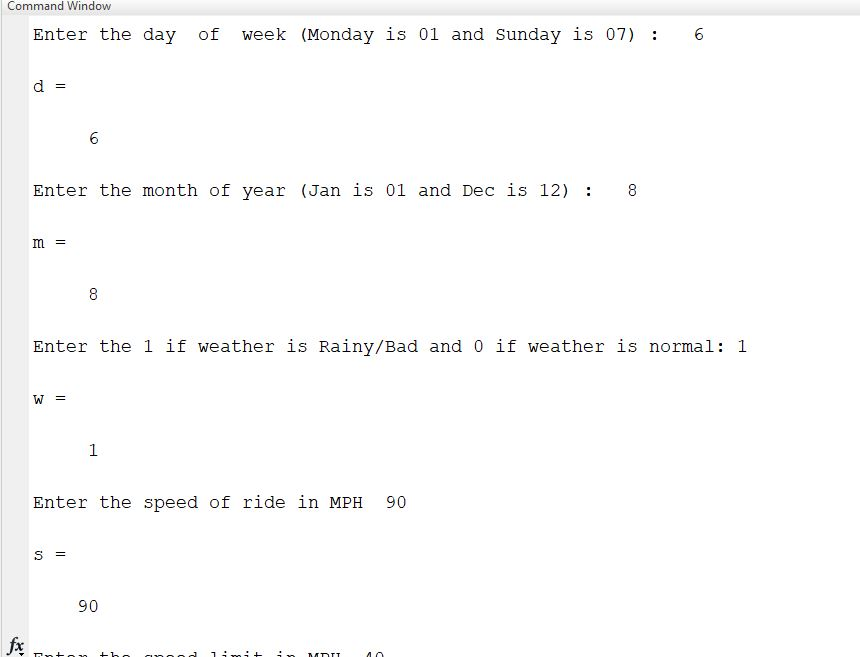 Command Window
Enter the day  of  week (Monday is 01 and Sunday is 07) :   6
d =
6
Enter the month of year (Jan is 01 and Dec is 12) :   8
m =
8
Enter the 1 if weather is Rainy/Bad and 0 if weather is normal: 1
w =
1
Enter the speed of ride in MPH  90
s =
90
fx Enter the speed limit in MPH  40